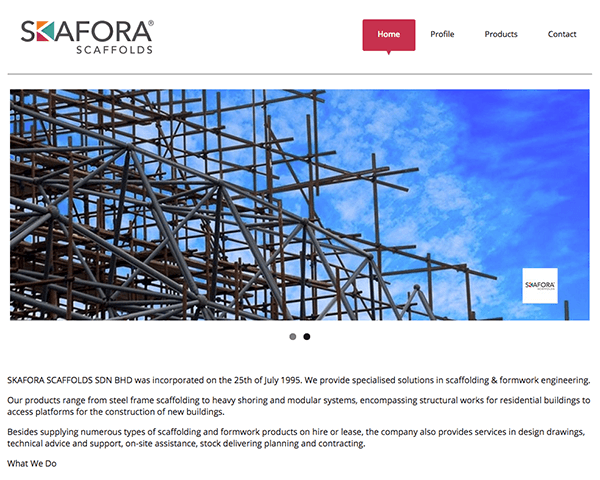 SKAFORA®
SCAFFOLDS
Home Profile Products Contact
SKAFORA
SCAFFOLDS
SKAFORA SCAFFOLDS SDN BHD was incorporated on the 25th of July 1995. We provide specialised solutions in scaffolding & formwork engineering.
Our products range from steel frame scaffolding to heavy shoring and modular systems, encompassing structural works for residential buildings to
access platforms for the construction of new buildings.
Besides supplying numerous types of scaffolding and formwork products on hire or lease, the company also provides services in design drawings,
technical advice and support, on-site assistance, stock delivering planning and contracting.
What We Do